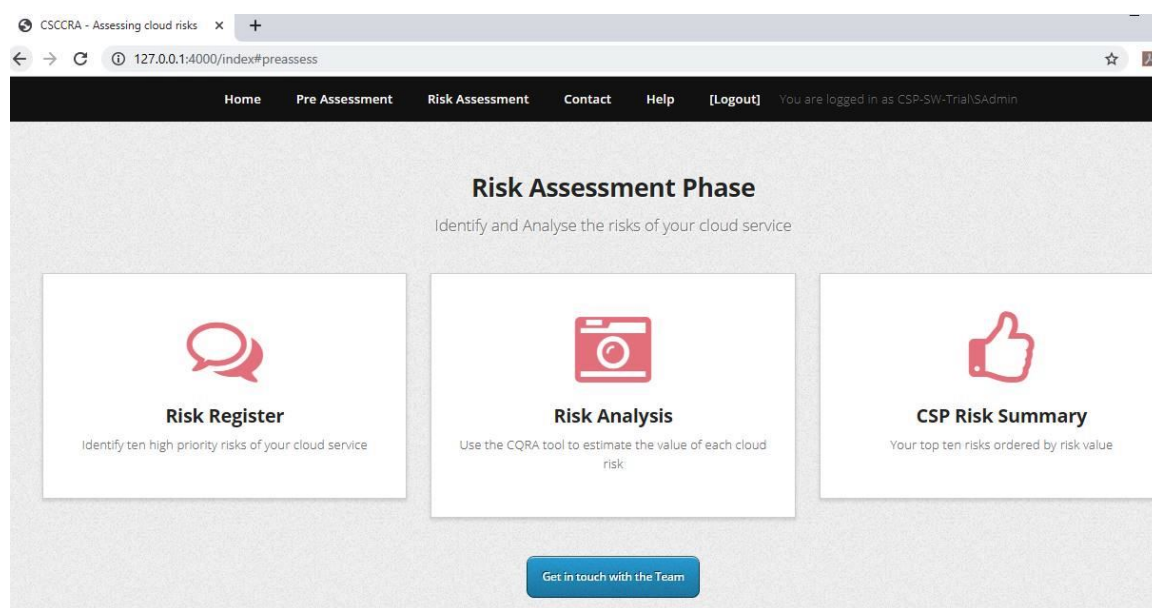 CSCCRA - Assessing cloud risks
127.0.0.1:4000/index#preassess
Home Pre Assessment Risk Assessment Contact Help [Logout] You are logged in as CSP-SW-Trial\SAdmin
Risk Assessment Phase
Identify and Analyse the risks of your cloud service
Risk Register
Identify ten high priority risks of your cloud service
Risk Analysis
Use the CQRA tool to estimate the value of each cloud
risk
CSP Risk Summary
Your top ten risks ordered by risk value
Get in touch with the Team